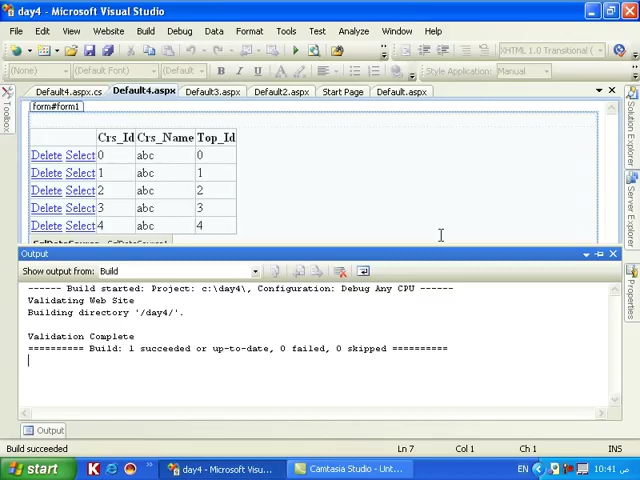 day4 - Microsoft Visual Studio
File Edit View Website Build Debug Data Format Tools Test Analyze Window Help
XHTML 1.0 Transitional (
(None) (Default Font) (Default Style Application: Manual
Default4.aspx.cs Default4.aspx Default3.aspx Default2.aspx Start Page Default.aspx
Toolbox
form#form1
Crs_Id Crs_Name Top_Id
Delete Select 0 abc 0
Delete Select 1 abc 1
Delete Select 2 abc 2
Delete Select 3 abc 3
Delete Select 4 abc 4
SqlDataSource - SqlDataSource1
Solution Explorer
Server Explorer
Properties
Output
Show output from: Build
------ Build started: Project: c:\day4\, Configuration: Debug Any CPU ------
Validating Web Site
Building directory '/day4/'.
Validation Complete
========== Build: 1 succeeded or up-to-date, 0 failed, 0 skipped ==========
Output
Build succeeded Ln 7 Col 1 Ch 1 INS
start K day4 - Microsoft Visual Stu... Camtasia Studio - Unt... EN 10:41 ص